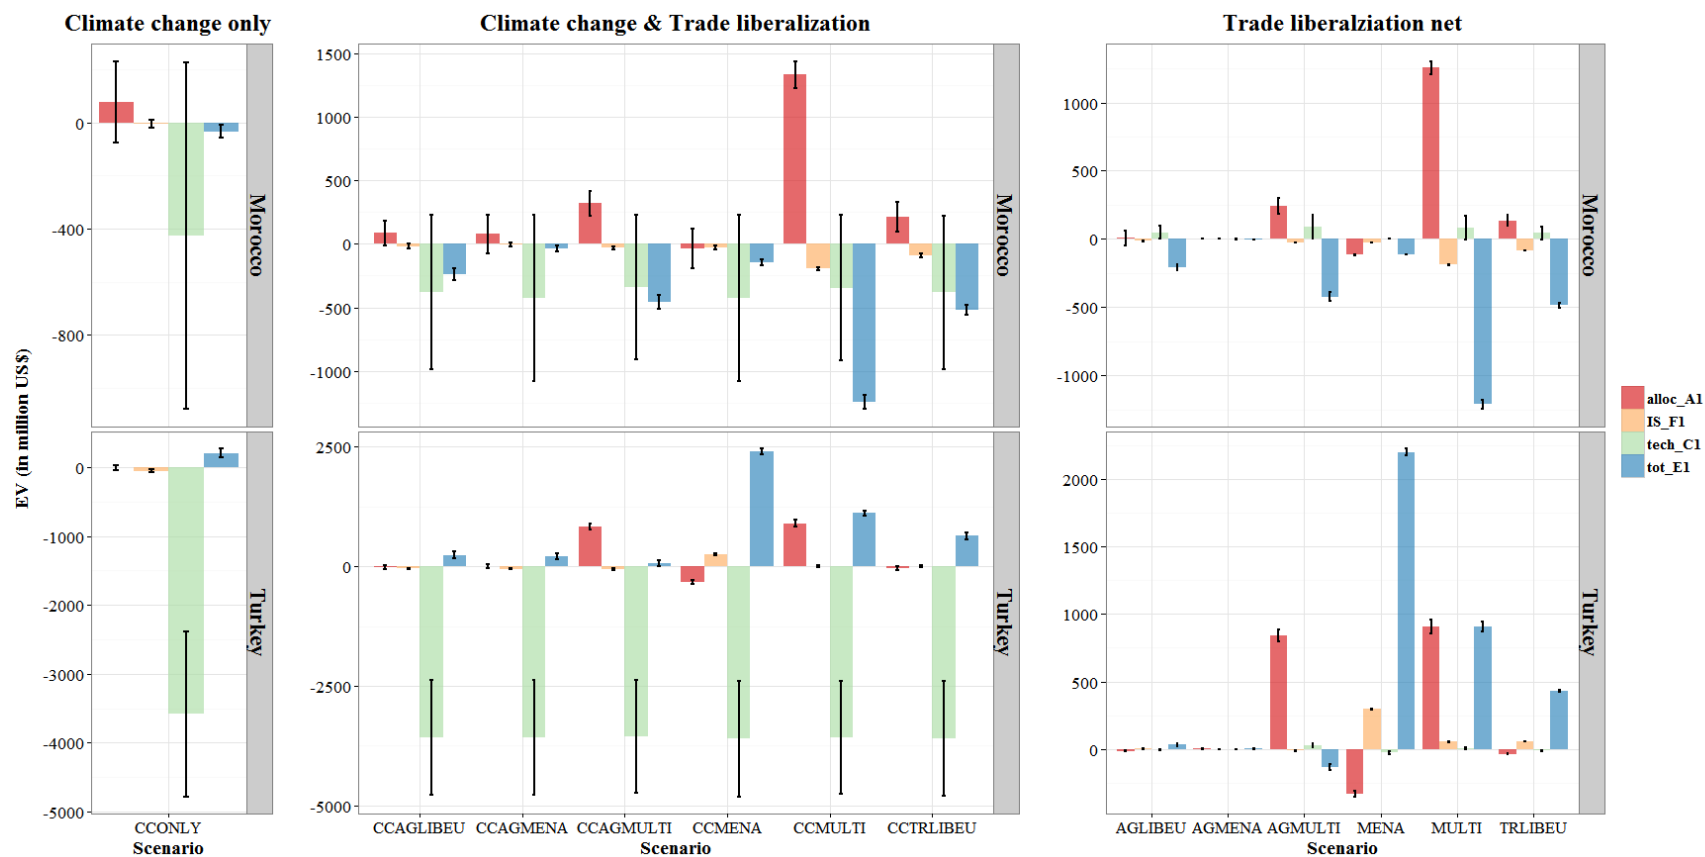 Climate change only
Climate change & Trade liberalization
Trade liberalziation net
EV (in million US$)
0
-400
-800
Morocco
0
-1000
-2000
-3000
-4000
-5000
Turkey
CCONLY
Scenario
1500
1000
500
0
-500
-1000
Morocco
2500
0
-2500
-5000
Turkey
CCAGLIBEU CCAGMENA CCAGMULTI CCMENA CCMULTI CCTRLIBEU
Scenario
1000
500
0
-500
-1000
Morocco
2000
1500
1000
500
0
Turkey
AGLIBEU AGMENA AGMULTI MENA MULTI TRLIBEU
Scenario
alloc_A1
IS_F1
tech_C1
tot_E1